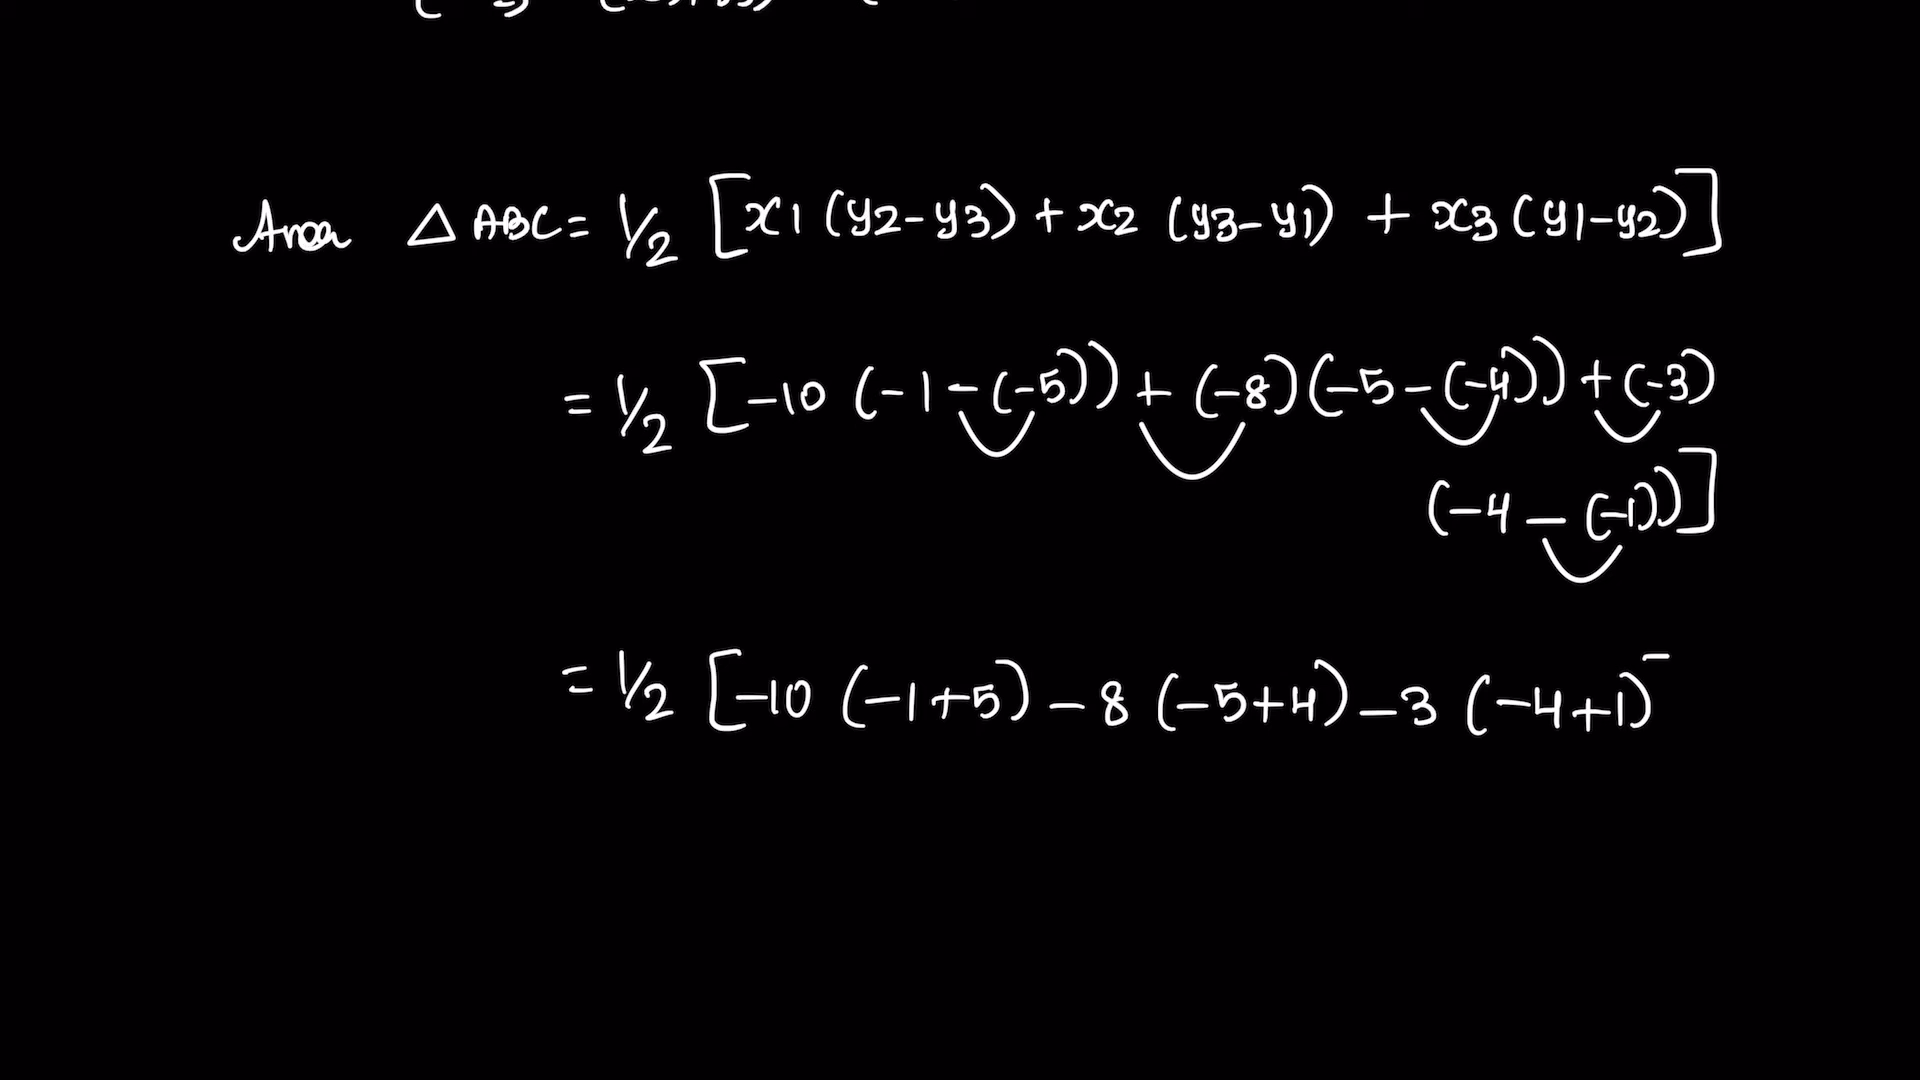 Area △ ABC = 1/2 [x1 (y2-y3) + x2 (y3-y1) + x3 (y1-y2)]
= 1/2 [-10 (-1-(-5)) + (-8)(-5-(-4)) + (-3)
(-4-(-1))]
= 1/2 [-10 (-1+5) - 8 (-5+4) - 3 (-4+1)